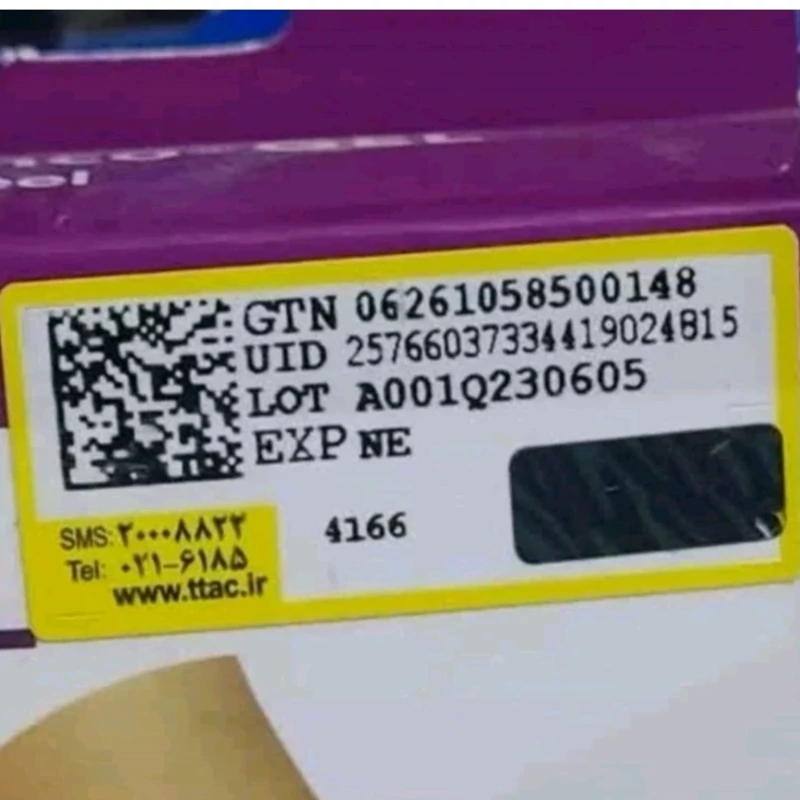 GTN 06261058500148
UID 25766037334419024815
LOT A001Q230605
EXP NE
4166
SMS: ۲۰۰۰۸۸۲۲
Tel: ۰۲۱-۶۱۸۵
www.ttac.ir